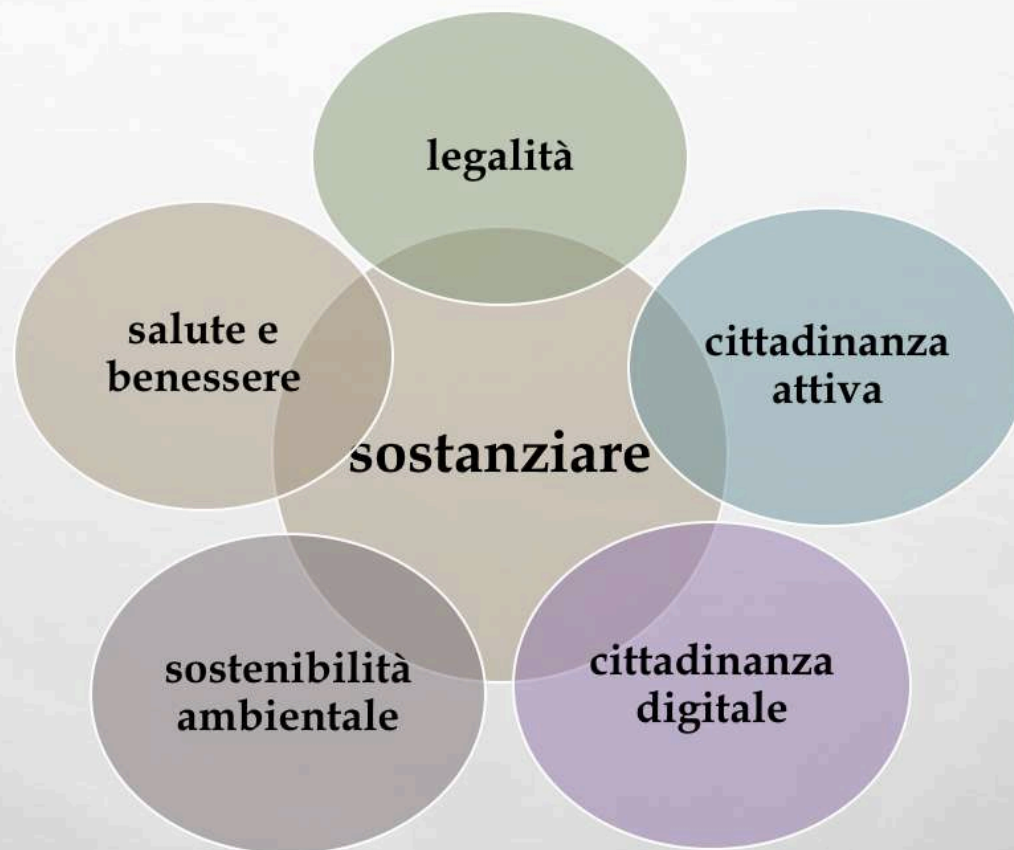 legalità
salute e
benessere
cittadinanza
attiva
sostanziare
sostenibilità
ambientale
cittadinanza
digitale